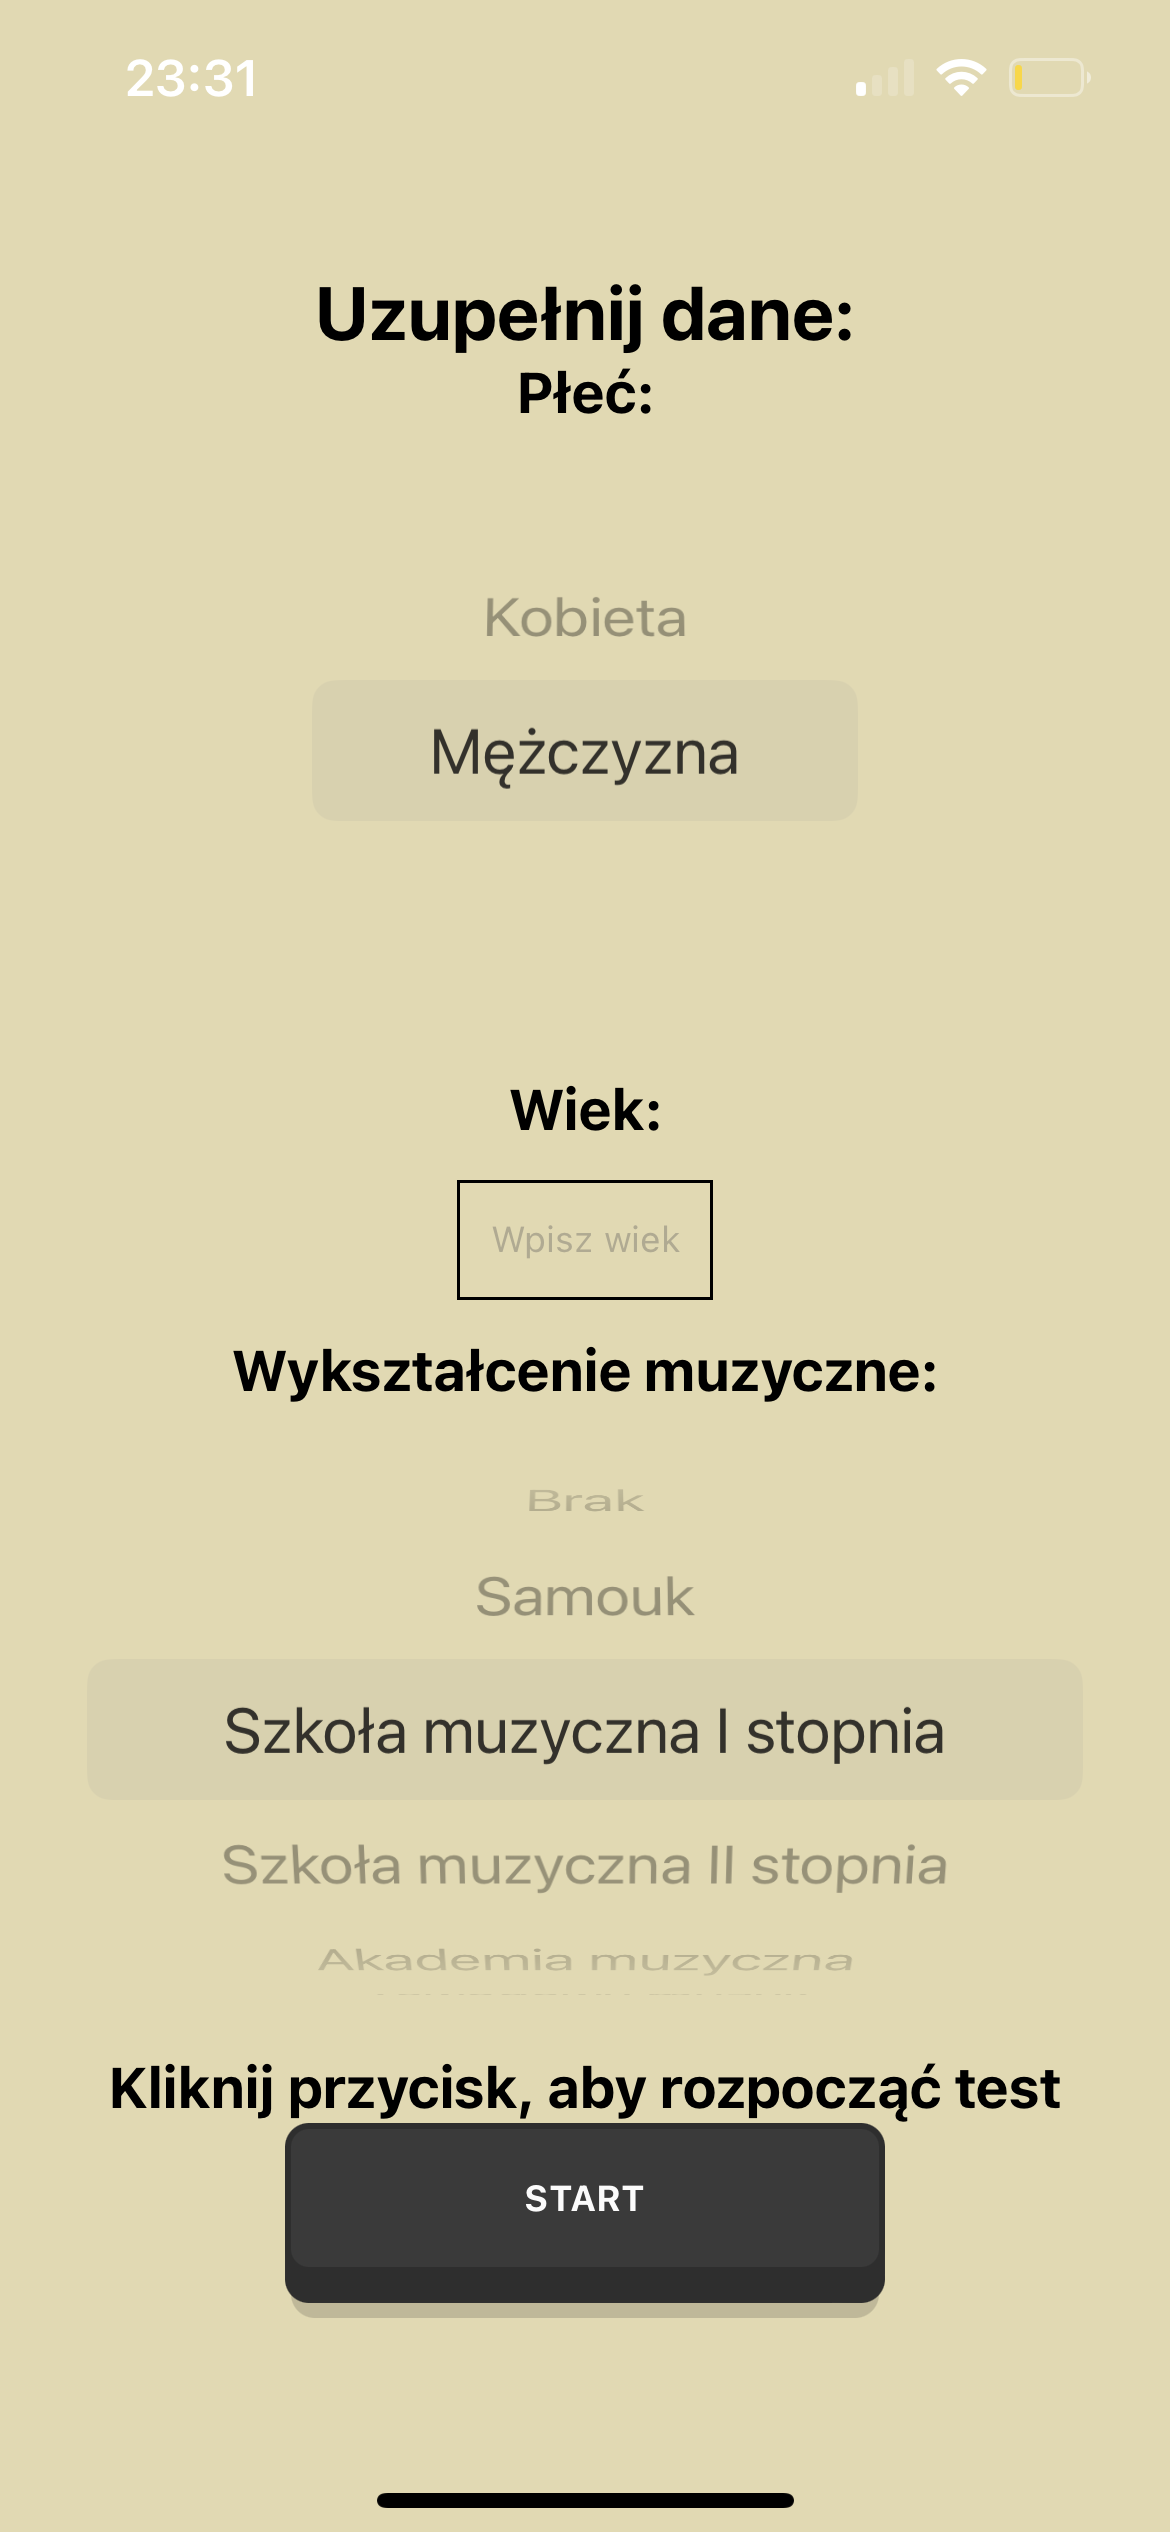 23:31
Uzupełnij dane:
Płeć:
Kobieta
Mężczyzna
Wiek:
Wpisz wiek
Wykształcenie muzyczne:
Brak
Samouk
Szkoła muzyczna I stopnia
Szkoła muzyczna II stopnia
Akademia muzyczna
Kliknij przycisk, aby rozpocząć test
START